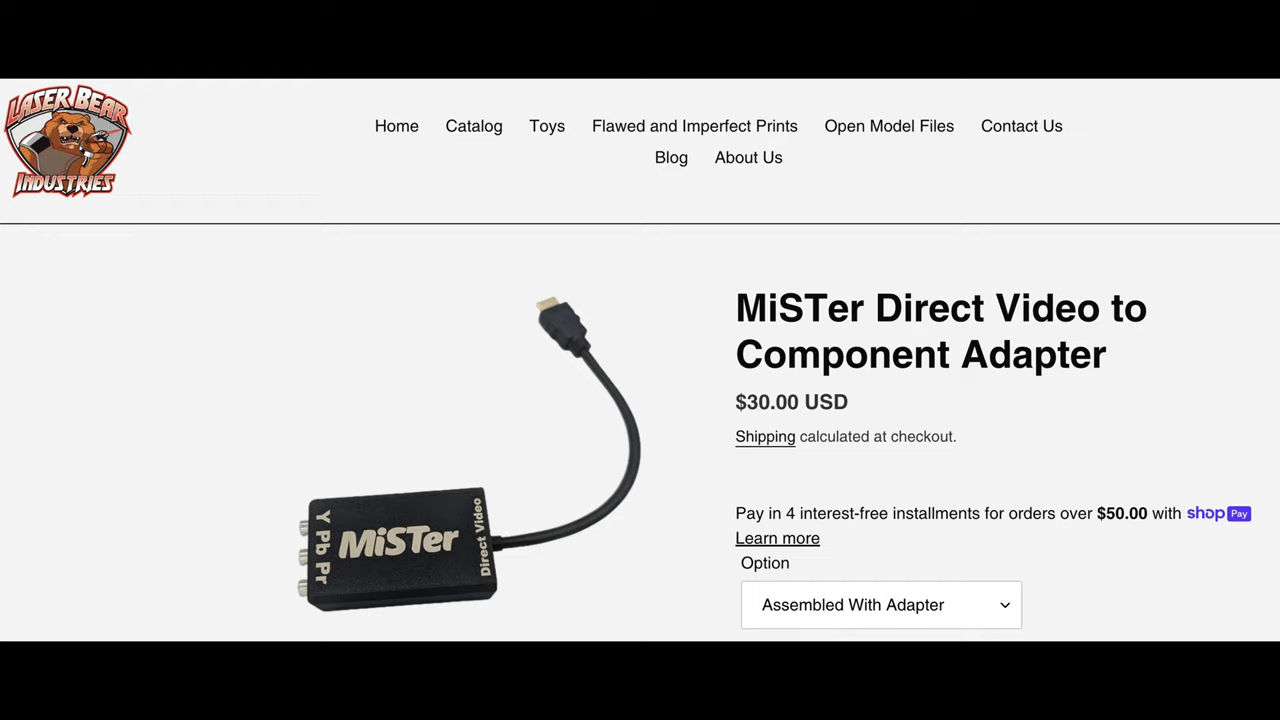 LASER BEAR
INDUSTRIES
Home Catalog Toys Flawed and Imperfect Prints Open Model Files Contact Us
Blog About Us
MiSTer Direct Video to
Component Adapter
$30.00 USD
Shipping calculated at checkout.
Pay in 4 interest-free installments for orders over $50.00 with shop Pay
Learn more
Option
Assembled With Adapter
Y Pb Pr
MiSTer
Direct Video